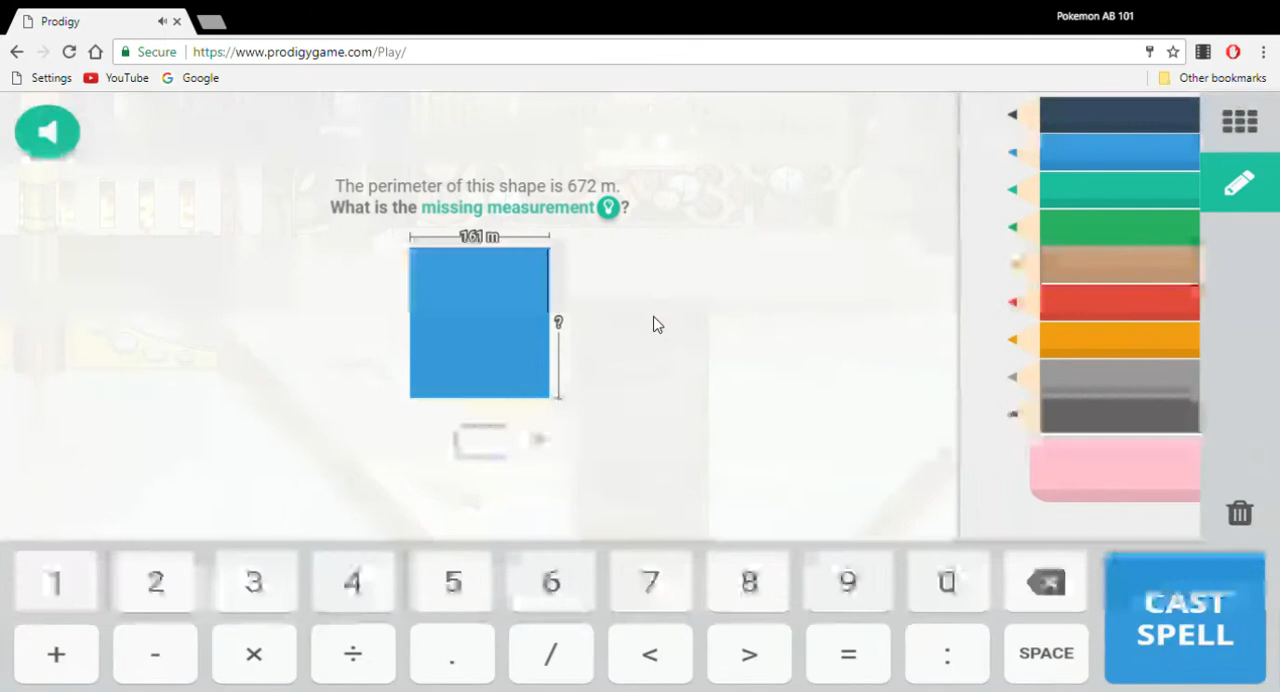 Prodigy
Pokemon AB 101
Secure https://www.prodigygame.com/Play/
Settings YouTube Google Other bookmarks
The perimeter of this shape is 672 m.
What is the missing measurement ?
161 m
?
1 2 3 4 5 6 7 8 9 0
CAST SPELL
+ - × ÷ . / < > = : SPACE